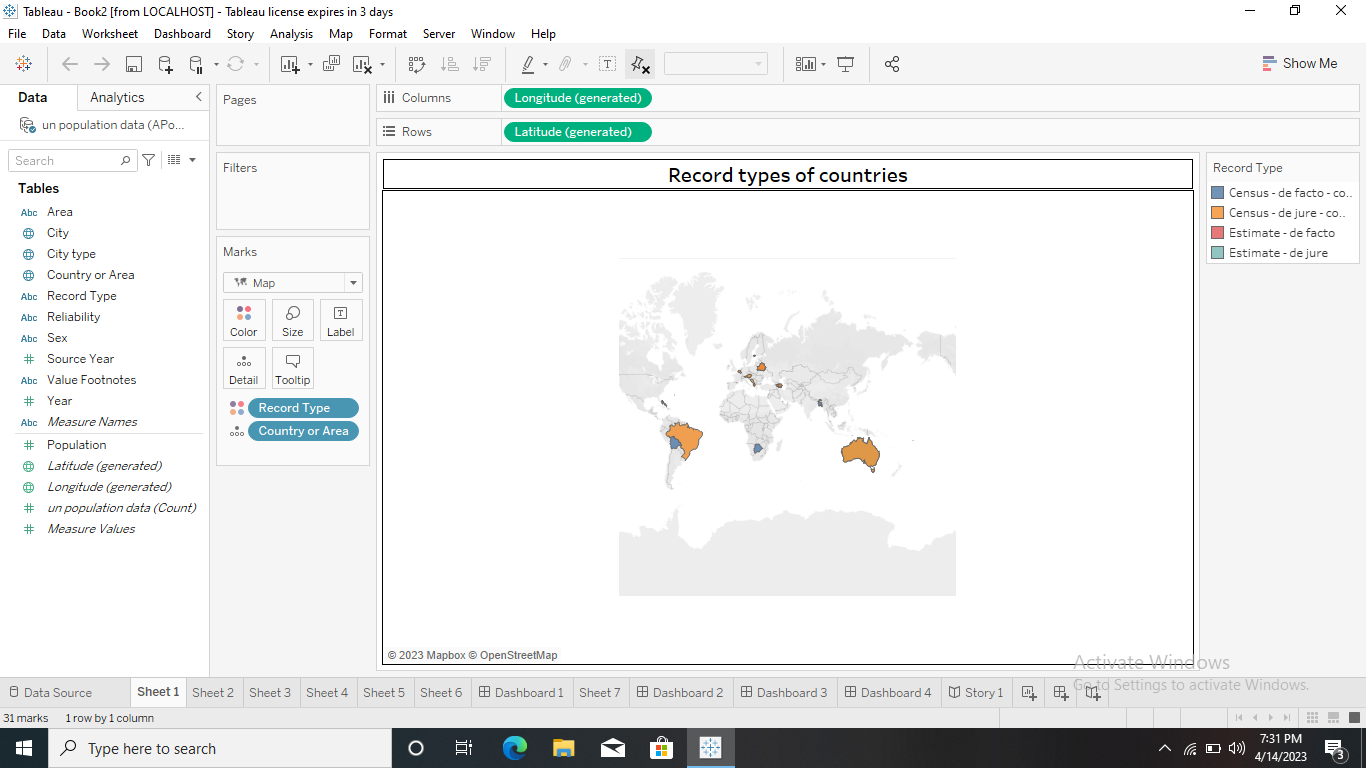 Tableau - Book2 [from LOCALHOST] - Tableau license expires in 3 days
File Data Worksheet Dashboard Story Analysis Map Format Server Window Help
Show Me
Data Analytics
un population data (APo...
Search
Tables
Abc Area
City
City type
Country or Area
Abc Record Type
Abc Reliability
Abc Sex
# Source Year
Abc Value Footnotes
# Year
Abc Measure Names
# Population
Latitude (generated)
Longitude (generated)
# un population data (Count)
# Measure Values
Pages
Filters
Marks
Map
Color Size Label
Detail Tooltip
Record Type
Country or Area
Columns Longitude (generated)
Rows Latitude (generated)
Record types of countries
© 2023 Mapbox © OpenStreetMap
Record Type
Census - de facto - co..
Census - de jure - co..
Estimate - de facto
Estimate - de jure
Activate Windows
Go to Settings to activate Windows.
Data Source Sheet 1 Sheet 2 Sheet 3 Sheet 4 Sheet 5 Sheet 6 Dashboard 1 Sheet 7 Dashboard 2 Dashboard 3 Dashboard 4 Story 1
31 marks 1 row by 1 column
Type here to search
7:31 PM
4/14/2023
3